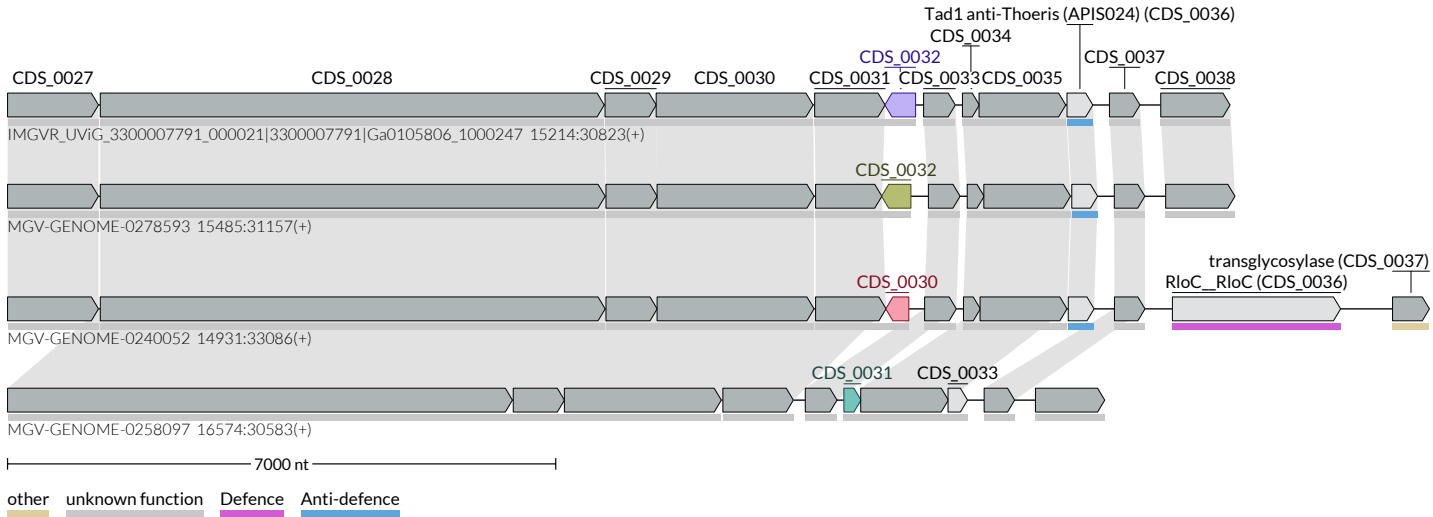 Tad1 anti-Thoeris (APIS024) (CDS_0036)
CDS_0034
CDS_0032 CDS_0037
CDS_0027 CDS_0028 CDS_0029 CDS_0030 CDS_0031 CDS_0033 CDS_0035 CDS_0038
IMGVR_UViG_3300007791_000021|3300007791|Ga0105806_1000247 15214:30823(+)
CDS_0032
MGV-GENOME-0278593 15485:31157(+)
transglycosylase (CDS_0037)
CDS_0030 RloC__RloC (CDS_0036)
MGV-GENOME-0240052 14931:33086(+)
CDS_0031 CDS_0033
MGV-GENOME-0258097 16574:30583(+)
7000 nt
other unknown function Defence Anti-defence